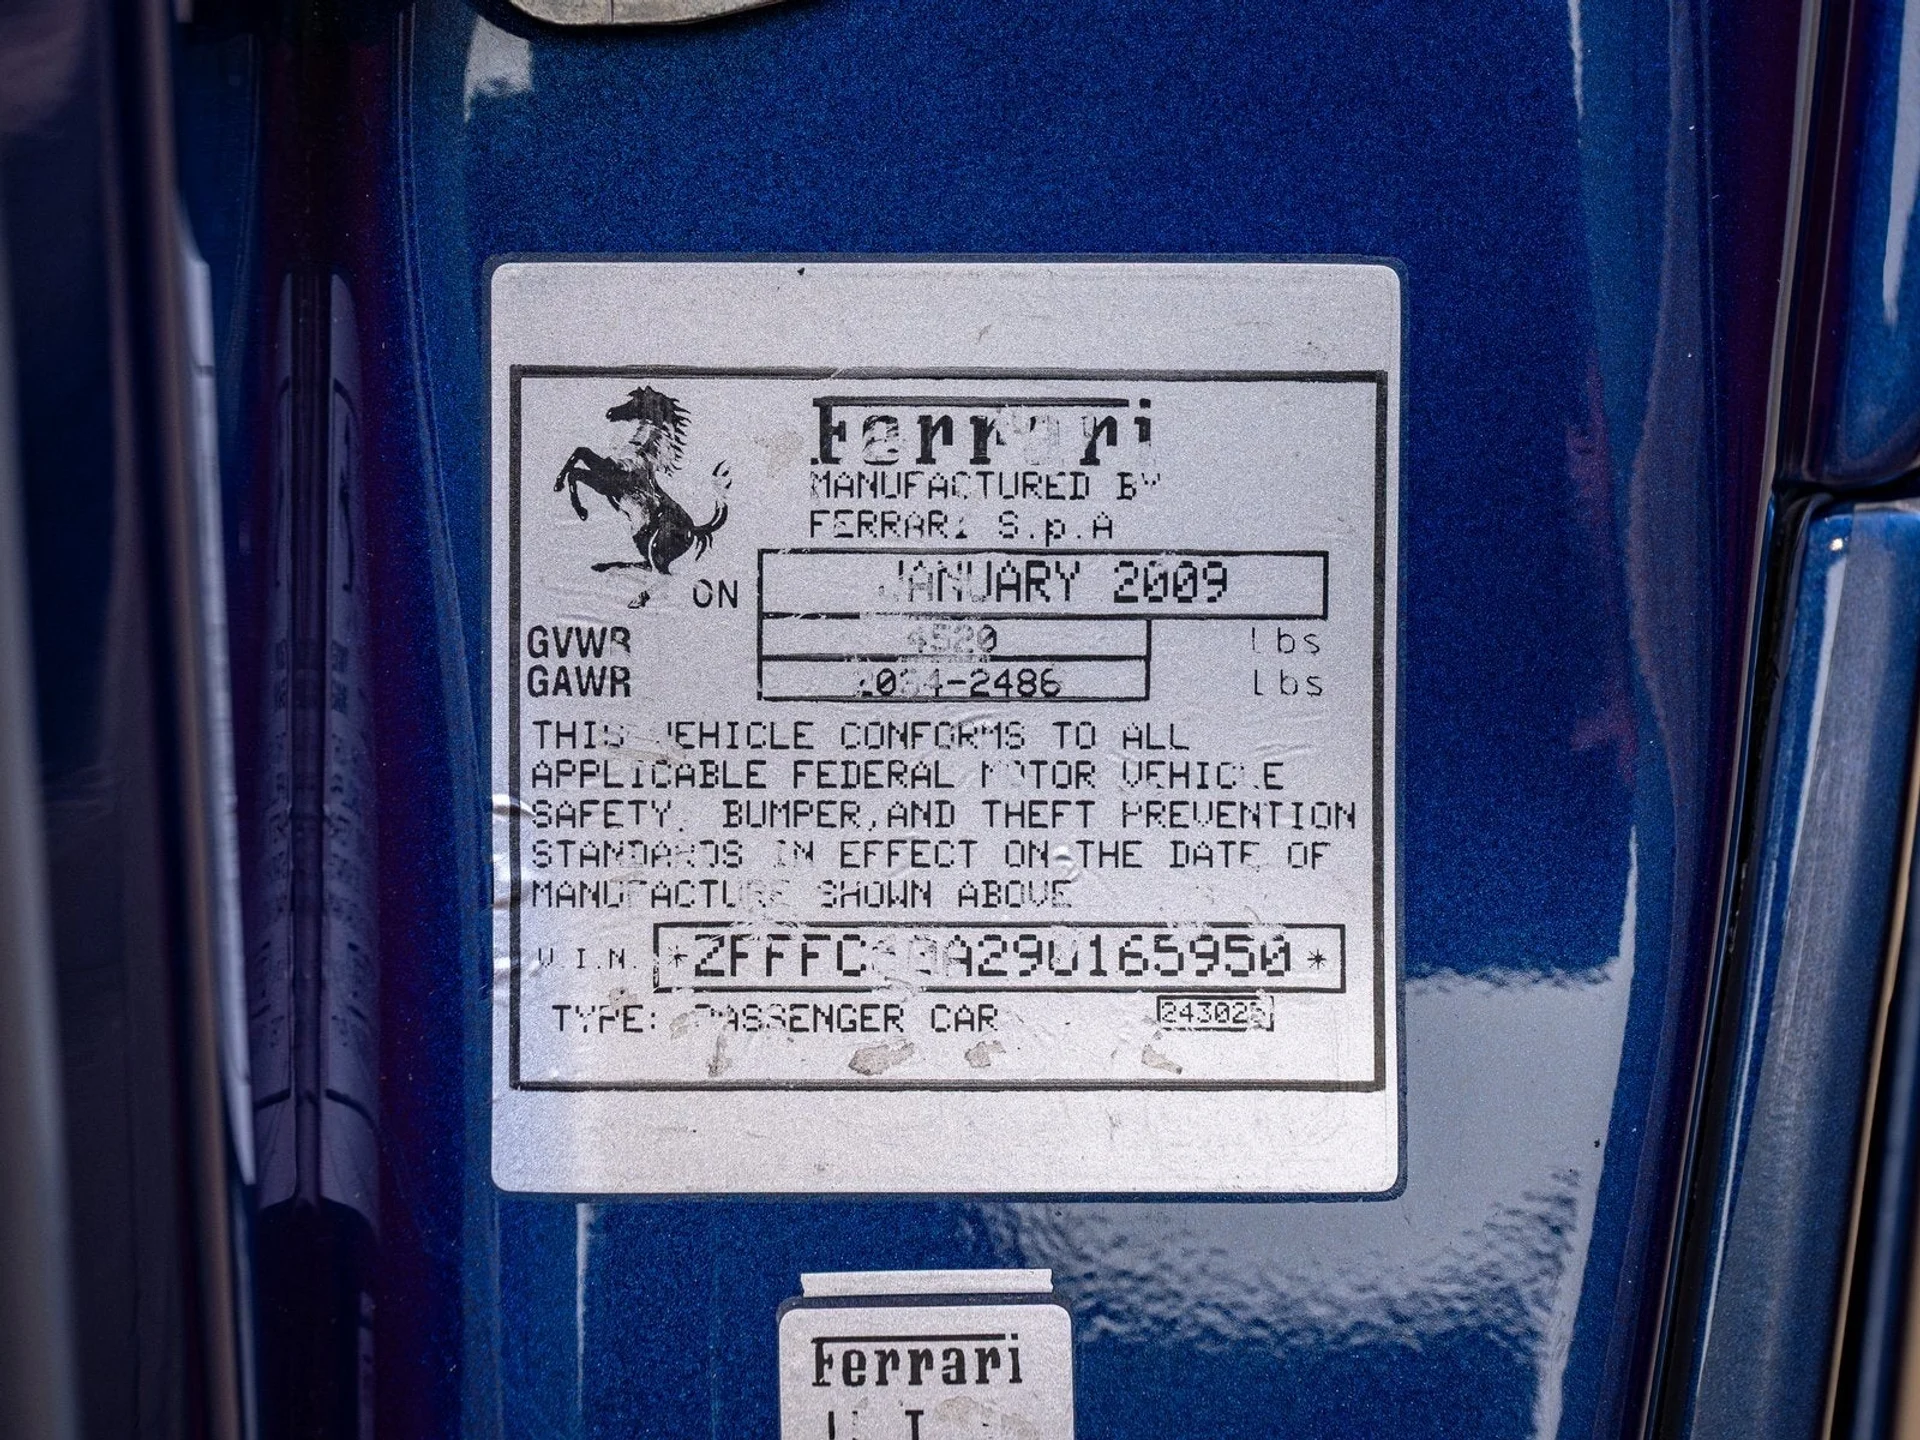 Ferrari
MANUFACTURED BY
FERRARI S.p.A
ON JANUARY 2009
GVWR 4520 lbs
GAWR 2034-2486 lbs
THIS VEHICLE CONFORMS TO ALL
APPLICABLE FEDERAL MOTOR VEHICLE
SAFETY, BUMPER,AND THEFT PREVENTION
STANDARDS IN EFFECT ON THE DATE OF
MANUFACTURE SHOWN ABOVE
V.I.N.
TYPE: PASSENGER CAR
Ferrari